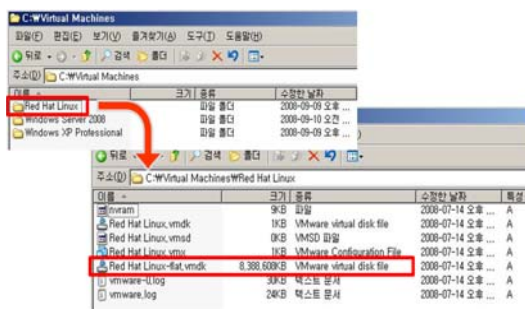 C:₩Virtual Machines
파일(F) 편집(E) 보기(V) 즐겨찾기(A) 도구(T) 도움말(H)
뒤로 검색 폴더
주소(D) C:₩Virtual Machines
이름 크기 종류 수정한 날짜
Red Hat Linux 파일 폴더 2008-09-09 오후 ...
Windows Server 2008 파일 폴더 2008-09-10 오전 ...
Windows XP Professional 파일 폴더 2008-09-09 오후 ...
뒤로 검색 폴더
주소(D) C:₩Virtual Machines₩Red Hat Linux
이름 크기 종류 수정한 날짜 특성
nvram 9KB 파일 2008-07-14 오후 ... A
Red Hat Linux.vmdk 1KB VMware virtual disk file 2008-07-14 오후 ... A
Red Hat Linux.vmsd 0KB VMSD 파일 2008-07-14 오후 ... A
Red Hat Linux.vmx 1KB VMware Configuration File 2008-07-14 오후 ... A
Red Hat Linux-flat.vmdk 8,388,608KB VMware virtual disk file 2008-07-14 오후 ... A
vmware-0.log 30KB 텍스트 문서 2008-07-14 오후 ... A
vmware.log 24KB 텍스트 문서 2008-07-14 오후 ... A